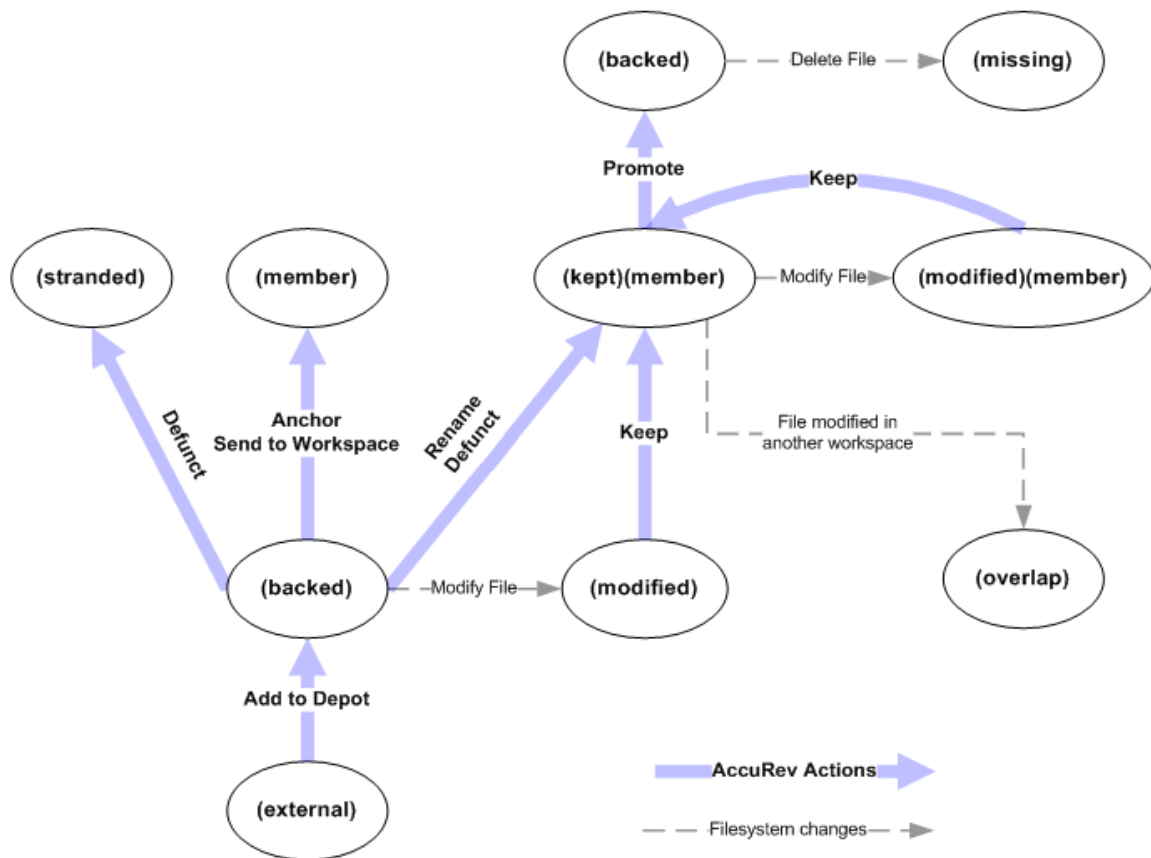 (backed)
Delete File
(missing)
Promote
Keep
(stranded)
(member)
(kept)(member)
Modify File
(modified)(member)
Defunct
Anchor
Send to Workspace
Rename
Defunct
Keep
File modified in
another workspace
(backed)
Modify File
(modified)
(overlap)
Add to Depot
(external)
AccuRev Actions
Filesystem changes